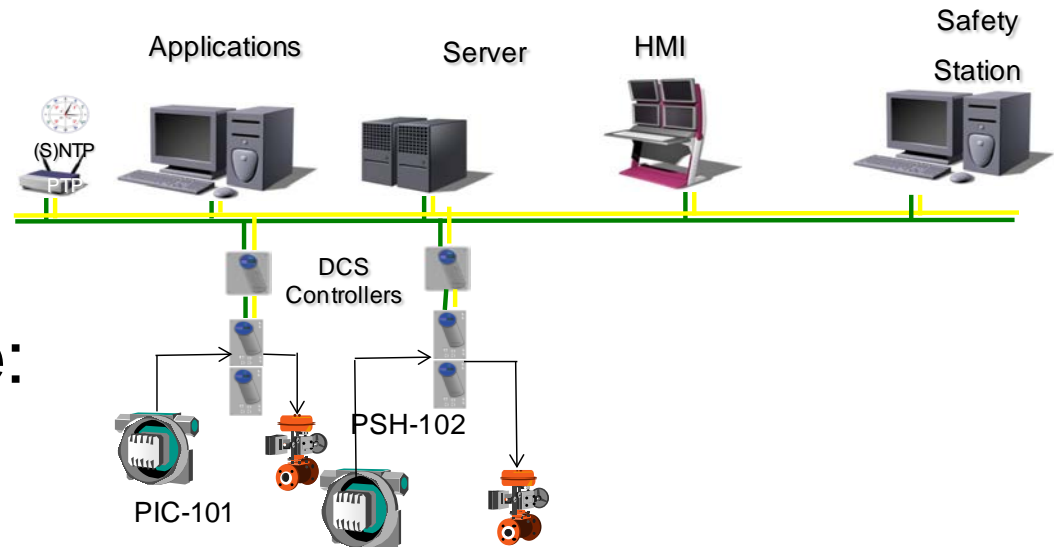 Applications
Server
HMI
Safety
Station
(S)NTP
PTP
DCS
Controllers
e:
PSH-102
PIC-101